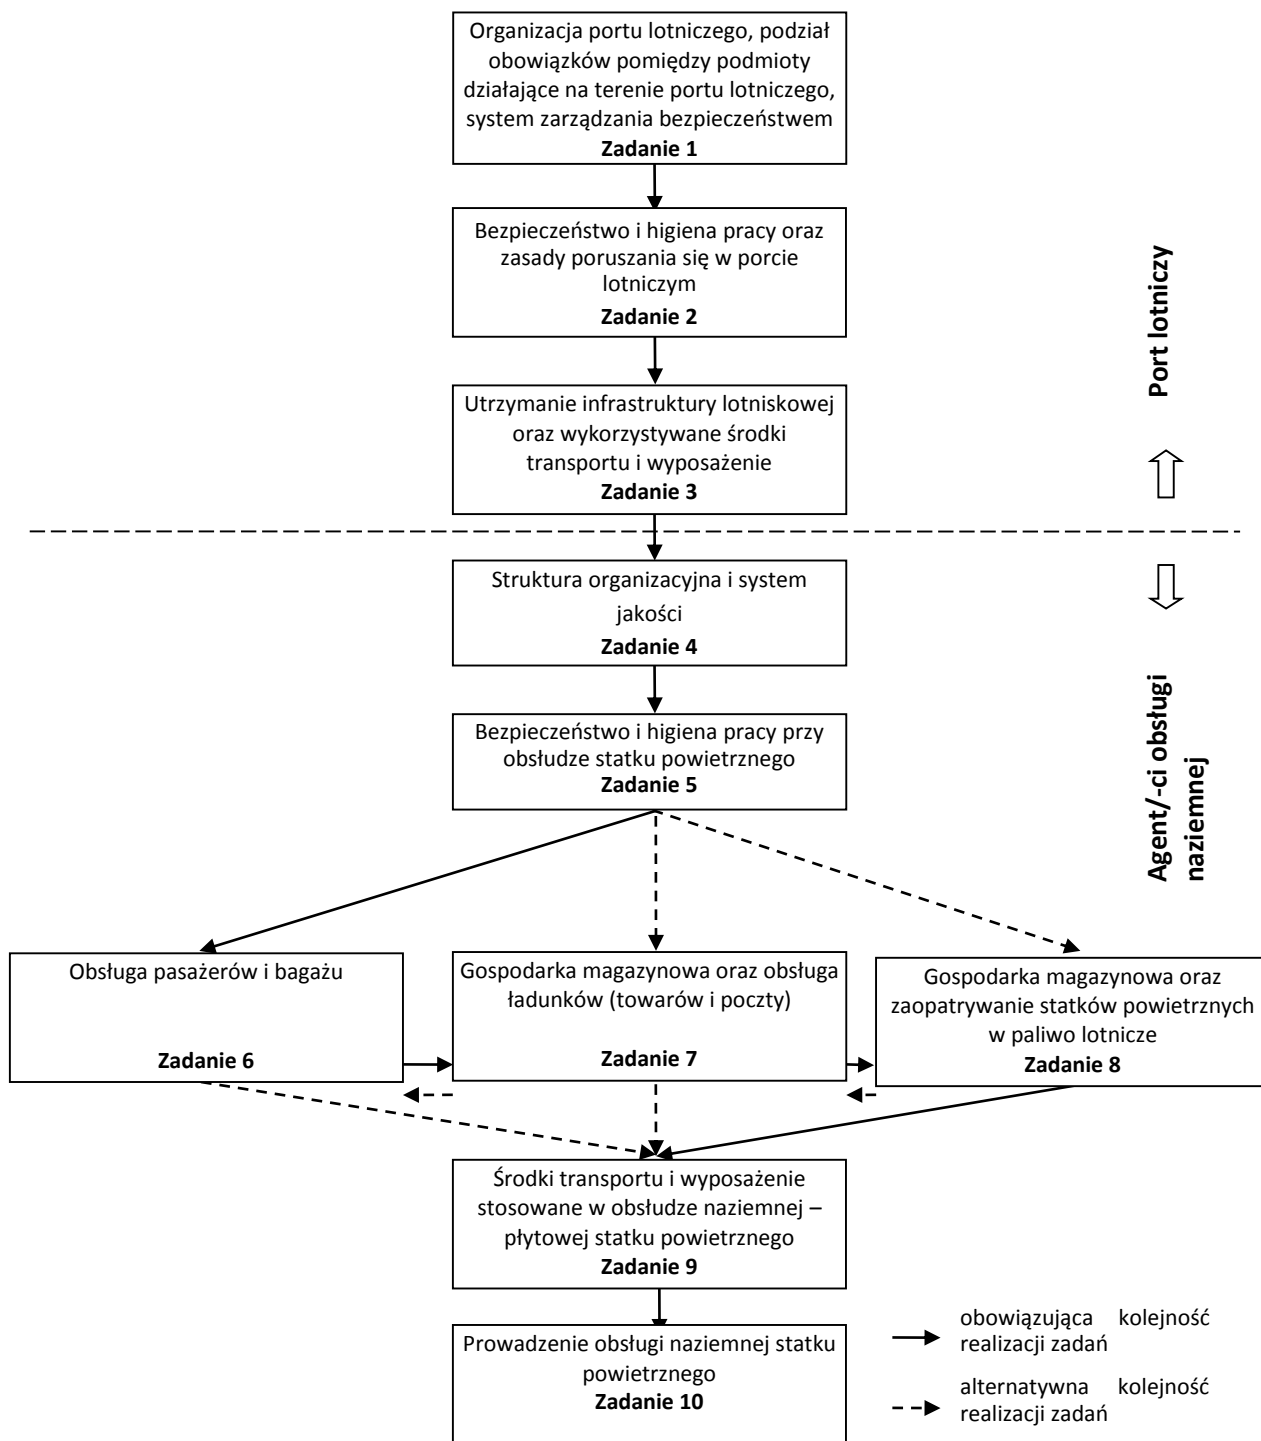 Organizacja portu lotniczego, podział
obowiązków pomiędzy podmioty
działające na terenie portu lotniczego,
system zarządzania bezpieczeństwem
Zadanie 1
Bezpieczeństwo i higiena pracy oraz
zasady poruszania się w porcie
lotniczym
Zadanie 2
Port lotniczy
Utrzymanie infrastruktury lotniskowej
oraz wykorzystywane środki
transportu i wyposażenie
Zadanie 3
Struktura organizacyjna i system
jakości
Zadanie 4
Agent/-ci obsługi
naziemnej
Bezpieczeństwo i higiena pracy przy
obsłudze statku powietrznego
Zadanie 5
Obsługa pasażerów i bagażu
Zadanie 6
Gospodarka magazynowa oraz obsługa
ładunków (towarów i poczty)
Zadanie 7
Gospodarka magazynowa oraz
zaopatrywanie statków powietrznych
w paliwo lotnicze
Zadanie 8
Środki transportu i wyposażenie
stosowane w obsłudze naziemnej –
płytowej statku powietrznego
Zadanie 9
Prowadzenie obsługi naziemnej statku
powietrznego
Zadanie 10
obowiązująca kolejność
realizacji zadań
alternatywna kolejność
realizacji zadań